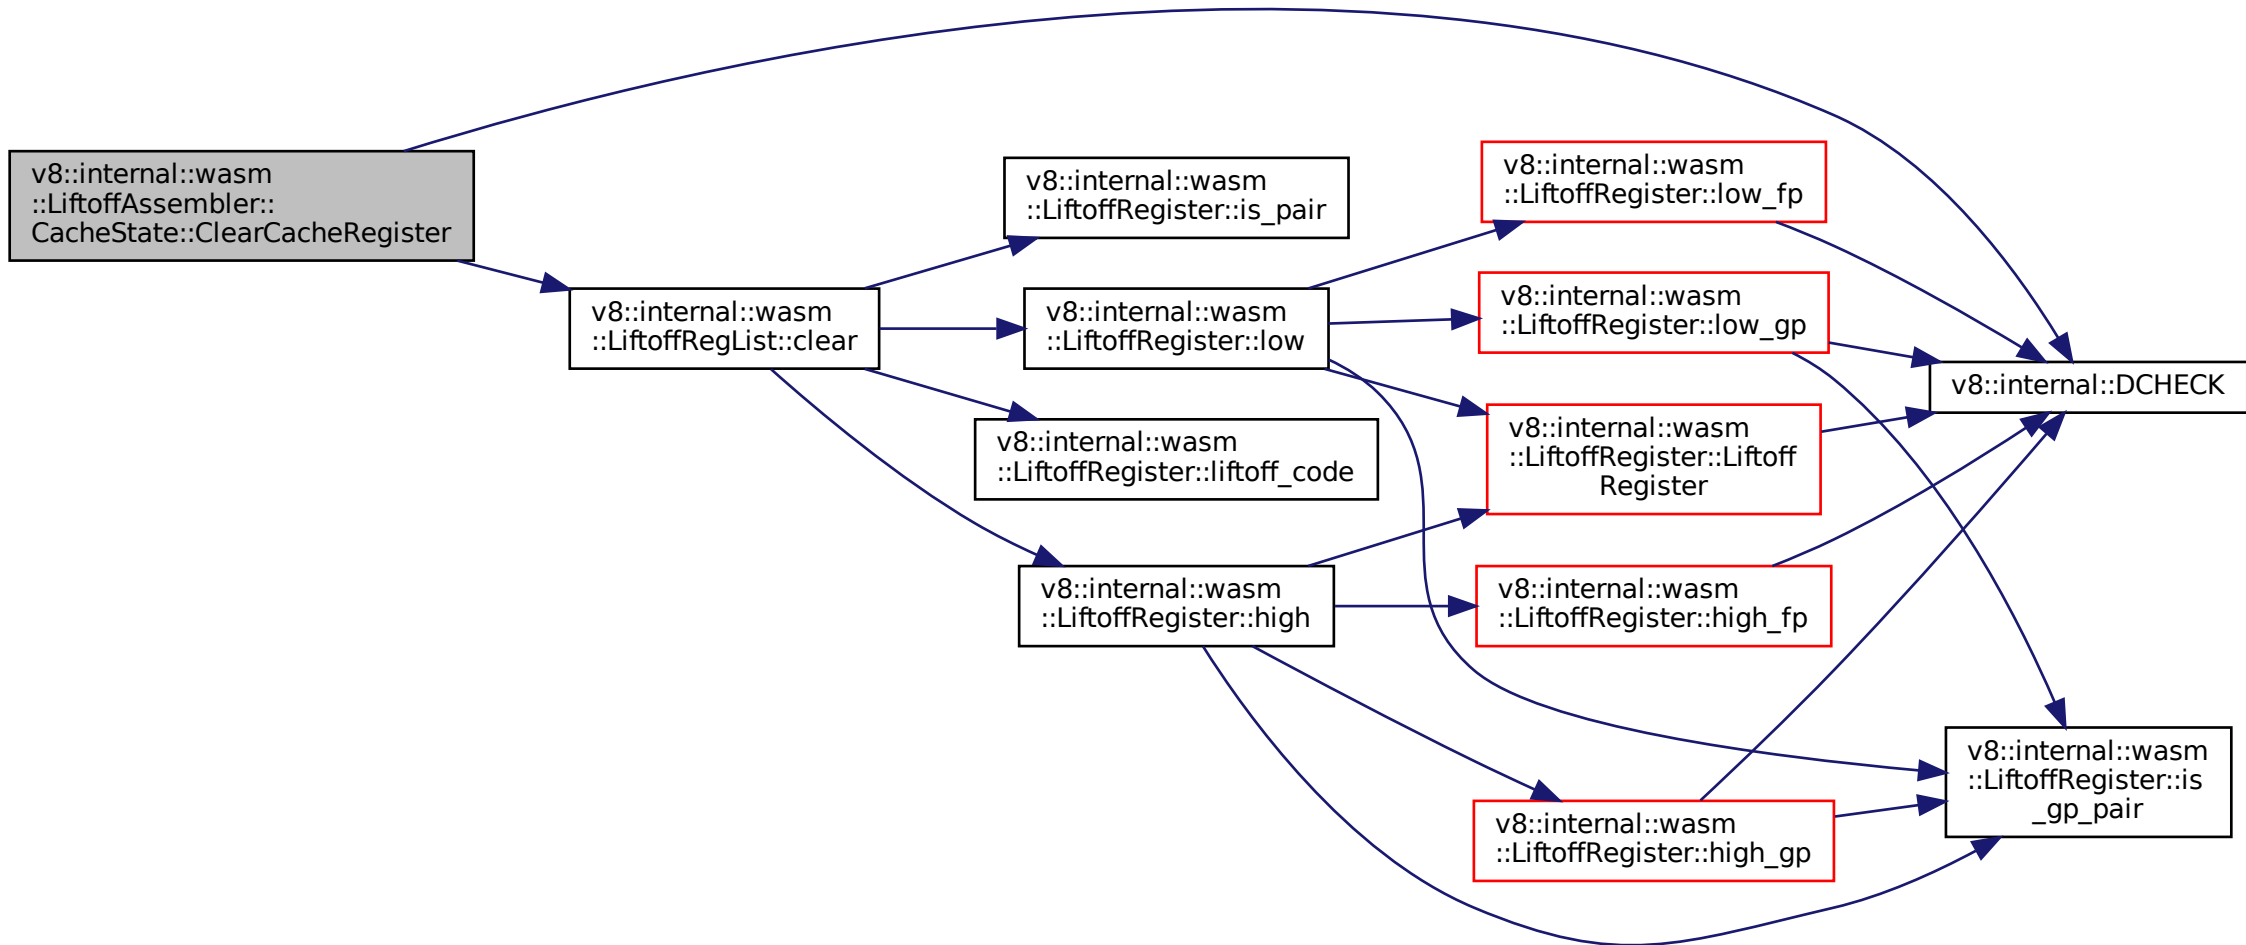 v8::internal::wasm
::LiftoffAssembler::
CacheState::ClearCacheRegister
v8::internal::wasm
::LiftoffRegList::clear
v8::internal::wasm
::LiftoffRegister::is_pair
v8::internal::wasm
::LiftoffRegister::low
v8::internal::wasm
::LiftoffRegister::liftoff_code
v8::internal::wasm
::LiftoffRegister::high
v8::internal::wasm
::LiftoffRegister::low_fp
v8::internal::wasm
::LiftoffRegister::low_gp
v8::internal::wasm
::LiftoffRegister::Liftoff
Register
v8::internal::wasm
::LiftoffRegister::high_fp
v8::internal::wasm
::LiftoffRegister::high_gp
v8::internal::DCHECK
v8::internal::wasm
::LiftoffRegister::is
_gp_pair